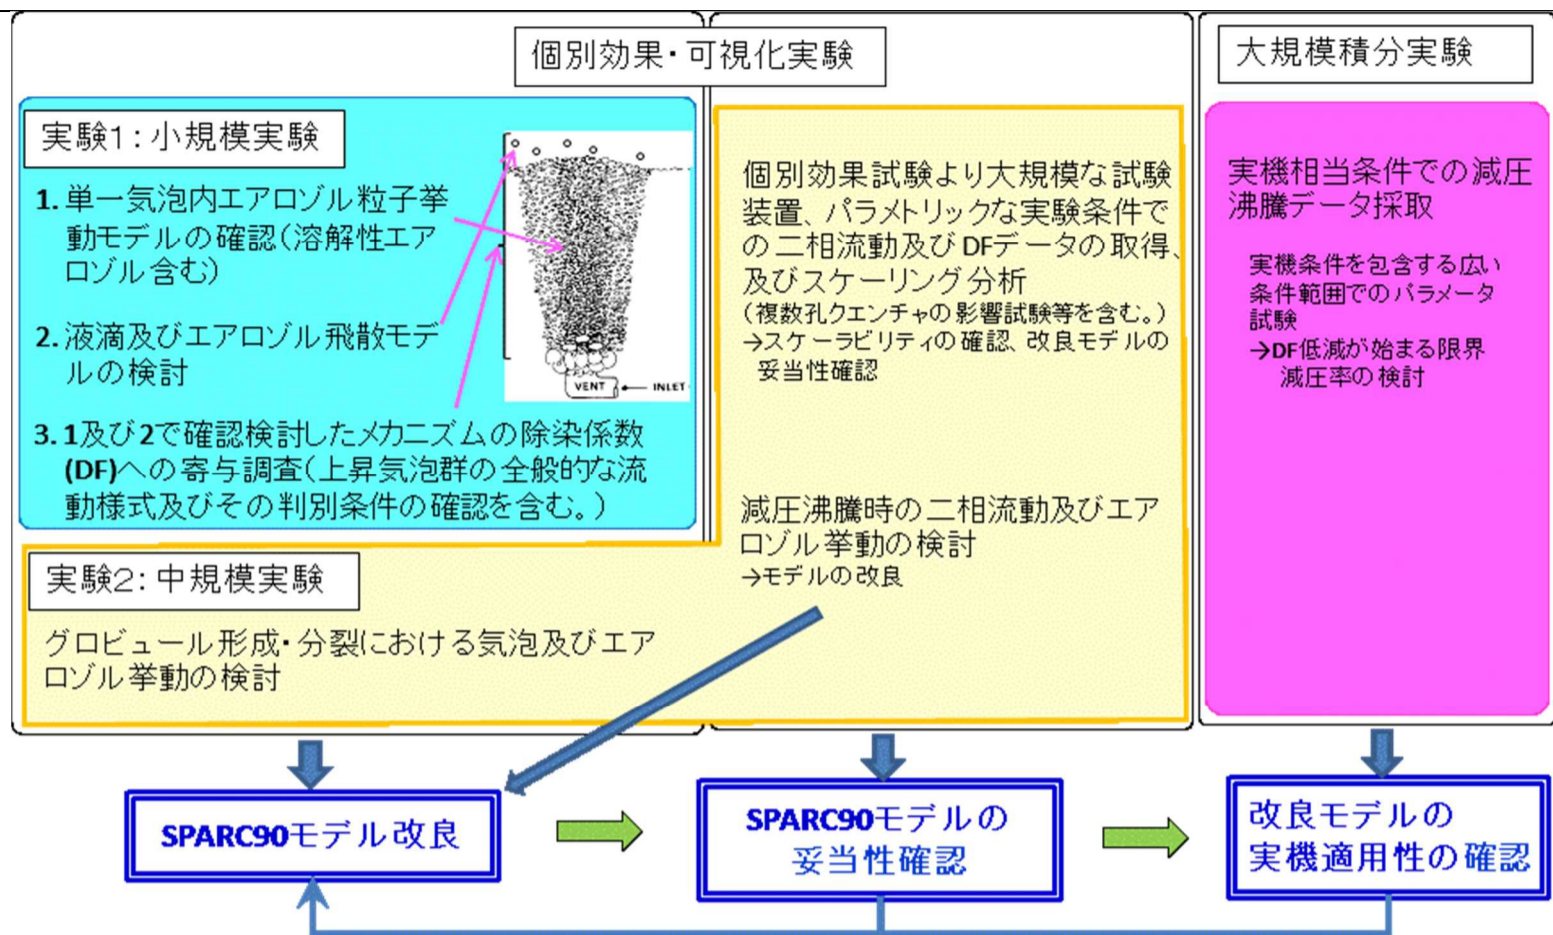 個別効果・可視化実験
大規模積分実験
実験1：小規模実験
1. 単一気泡内エアロゾル粒子挙
動モデルの確認(溶解性エア
ロゾル含む)
2. 液滴及びエアロゾル飛散モデ
ルの検討
3. 1及び2で確認検討したメカニズムの除染係数
(DF)への寄与調査(上昇気泡群の全般的な流
動様式及びその判別条件の確認を含む。)
VENT
INLET
実験2：中規模実験
グロビュール形成・分裂における気泡及びエア
ロゾル挙動の検討
個別効果試験より大規模な試験
装置、パラメトリックな実験条件で
の二相流動及びDFデータの取得、
及びスケーリング分析
(複数孔クエンチャの影響試験等を含む。)
→スケーラビリティの確認、改良モデルの
妥当性確認
減圧沸騰時の二相流動及びエア
ロゾル挙動の検討
→モデルの改良
実機相当条件での減圧
沸騰データ採取
実機条件を包含する広い
条件範囲でのパラメータ
試験
→DF低減が始まる限界
減圧率の検討
SPARC90モデル改良
SPARC90モデルの
妥当性確認
改良モデルの
実機適用性の確認